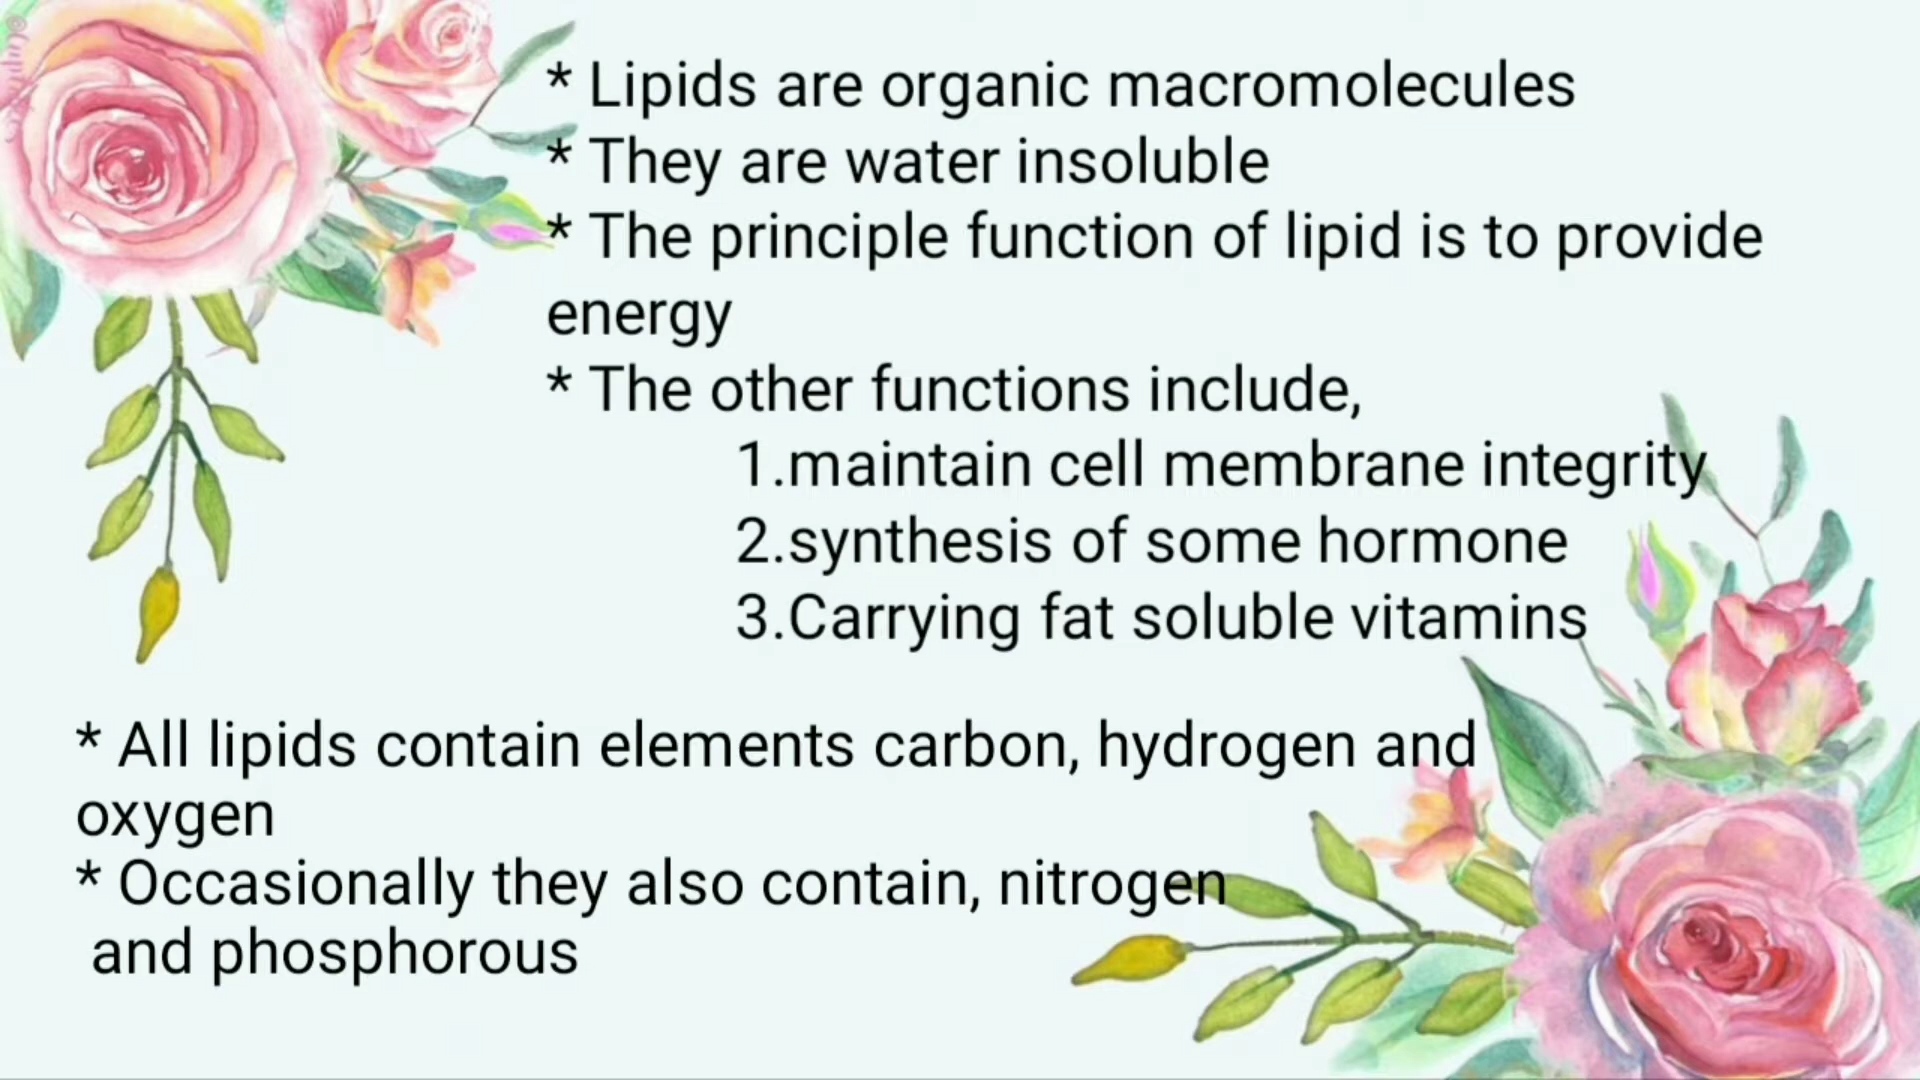 * Lipids are organic macromolecules
* They are water insoluble
* The principle function of lipid is to provide
energy
* The other functions include,
1.maintain cell membrane integrity
2.synthesis of some hormone
3.Carrying fat soluble vitamins
* All lipids contain elements carbon, hydrogen and
oxygen
* Occasionally they also contain, nitrogen
and phosphorous